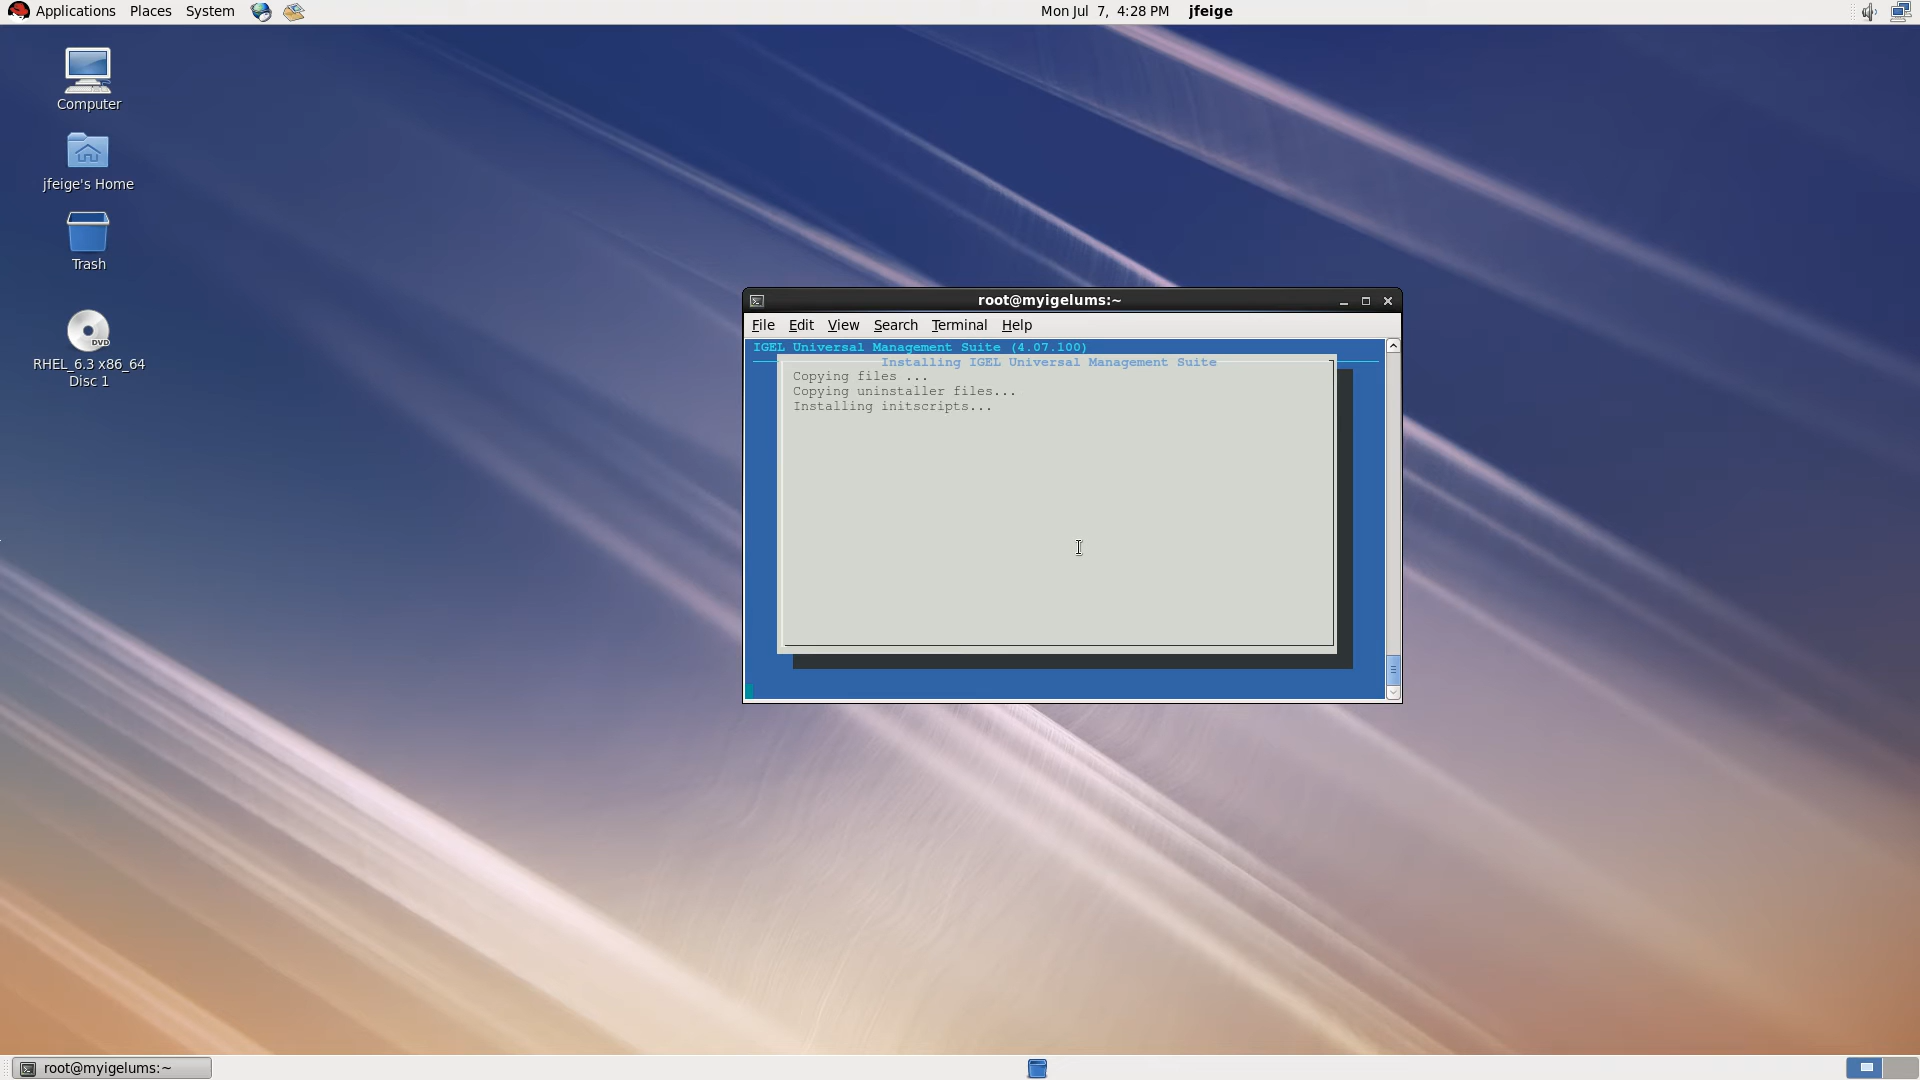 Applications Places System
Mon Jul 7, 4:28 PM jfeige
Computer
jfeige's Home
Trash
DVD
RHEL_6.3 x86_64
Disc 1
root@myigelums:~
File Edit View Search Terminal Help
IGEL Universal Management Suite (4.07.100)
Installing IGEL Universal Management Suite
Copying files ...
Copying uninstaller files...
Installing initscripts...
root@myigelums:~